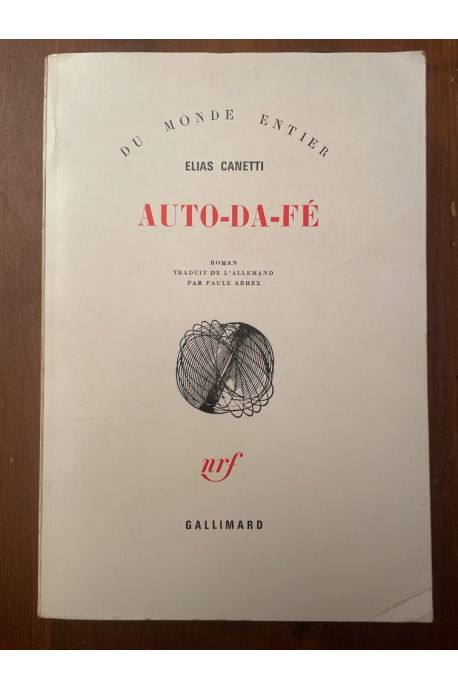 DU MONDE ENTIER
ELIAS CANETTI
AUTO-DA-FÉ
ROMAN
TRADUIT DE L'ALLEMAND
PAR PAULE ARHEX
nrf
GALLIMARD